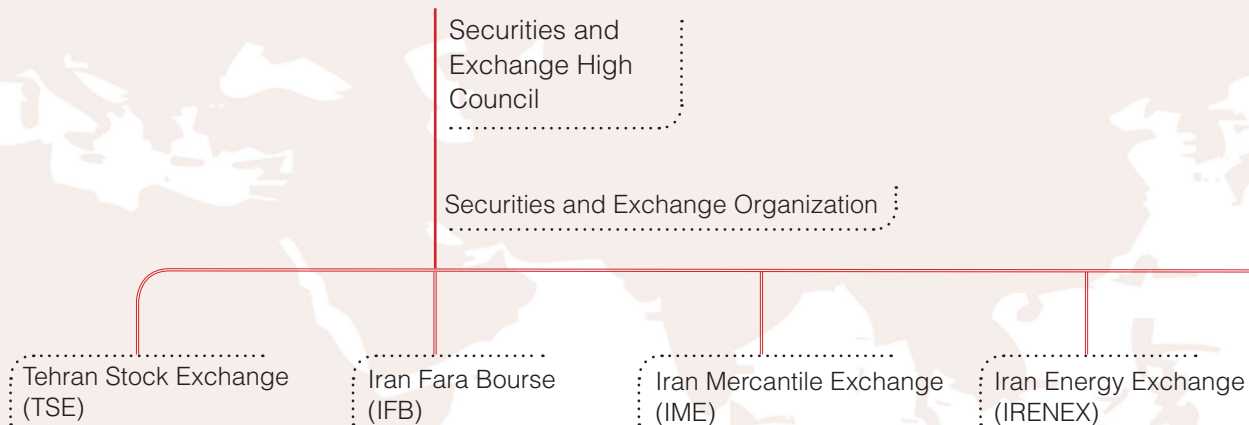 Securities and
Exchange High
Council
Securities and Exchange Organization
Tehran Stock Exchange
(TSE)
Iran Fara Bourse
(IFB)
Iran Mercantile Exchange
(IME)
Iran Energy Exchange
(IRENEX)